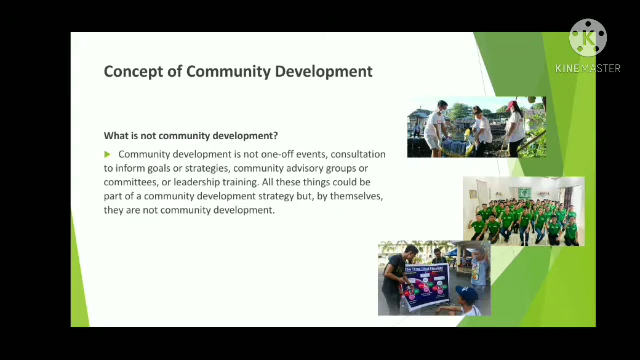 K
KINEMASTER
Concept of Community Development
What is not community development?
Community development is not one-off events, consultation
to inform goals or strategies, community advisory groups or
committees, or leadership training. All these things could be
part of a community development strategy but, by themselves,
they are not community development.